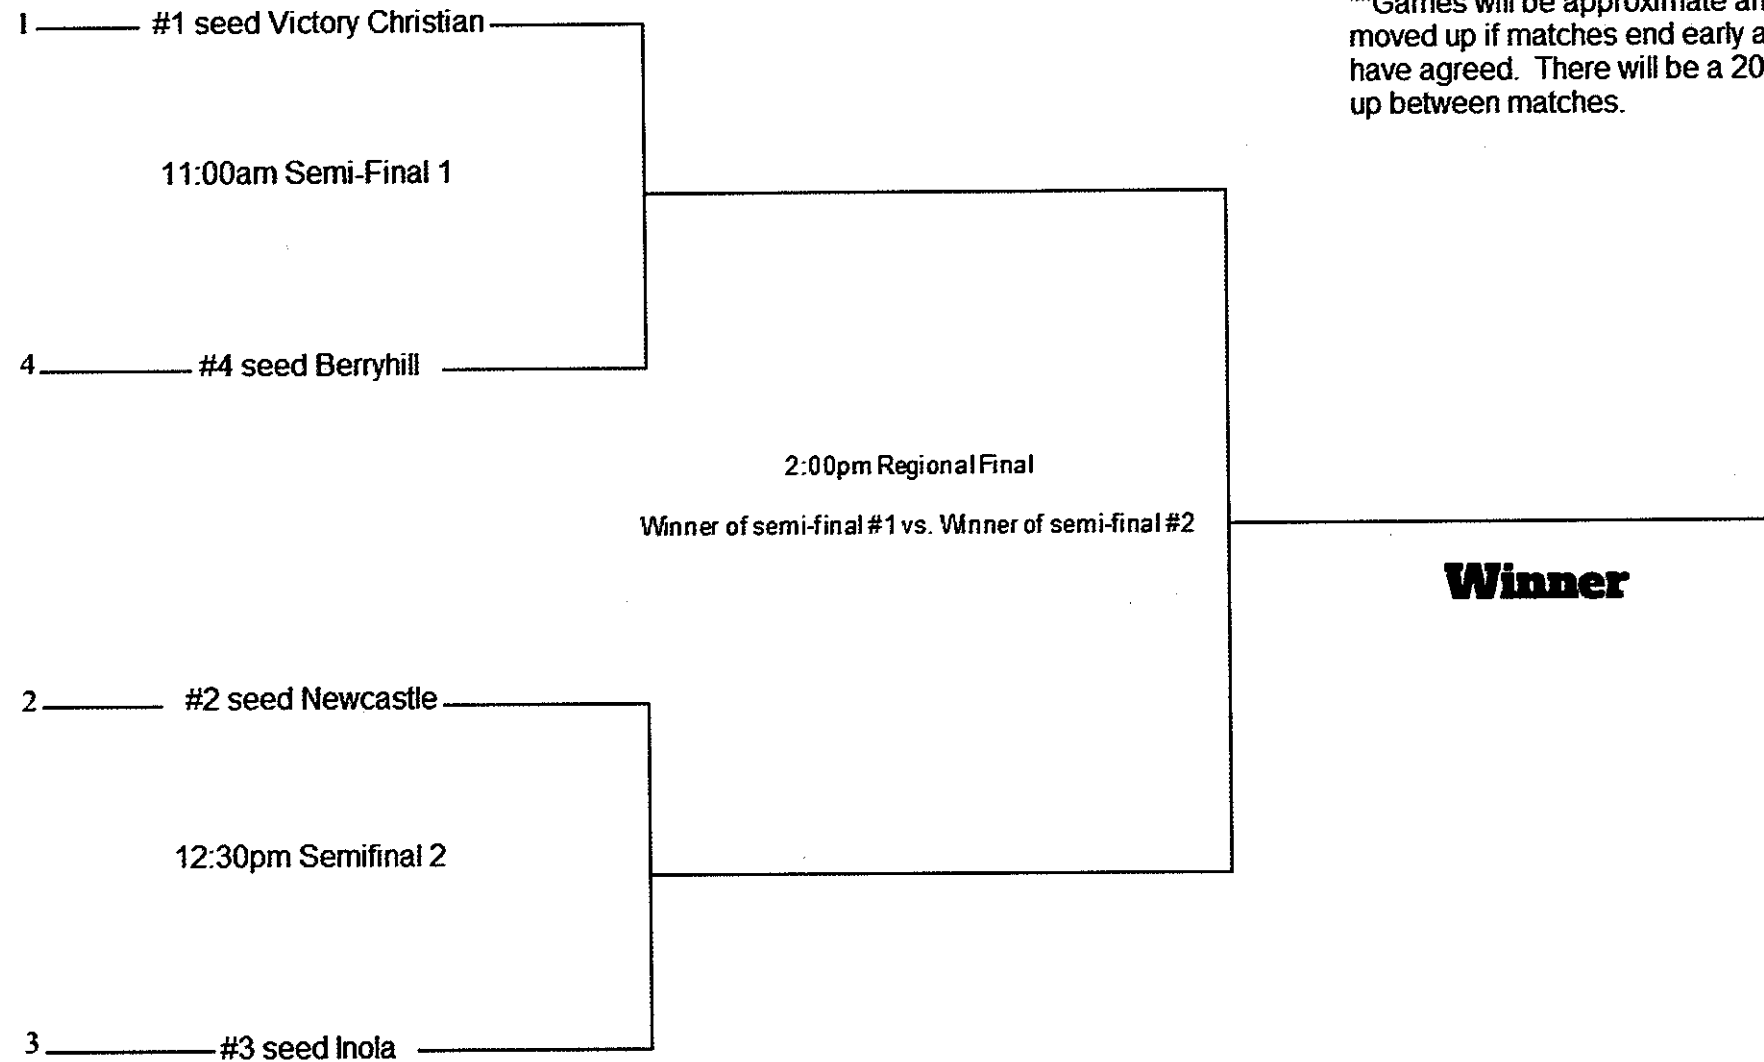 1 #1 seed Victory Christian
**Games will be approximate
moved up if matches end early
have agreed. There will be a 20
up between matches.
11:00am Semi-Final 1
4 #4 seed Berryhill
2:00pm Regional Final
Winner of semi-final #1 vs. Winner of semi-final #2
Winner
2 #2 seed Newcastle
12:30pm Semifinal 2
3 #3 seed Inola